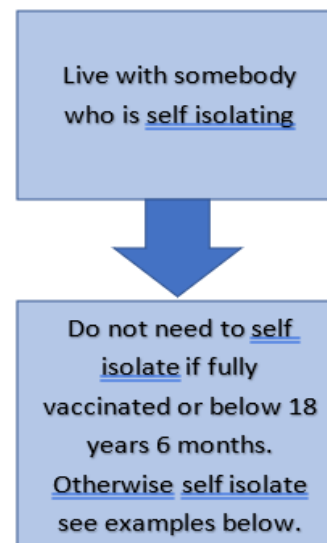 Live with somebody
who is self isolating
Do not need to self
isolate if fully
vaccinated or below 18
years 6 months.
Otherwise self isolate
see examples below.